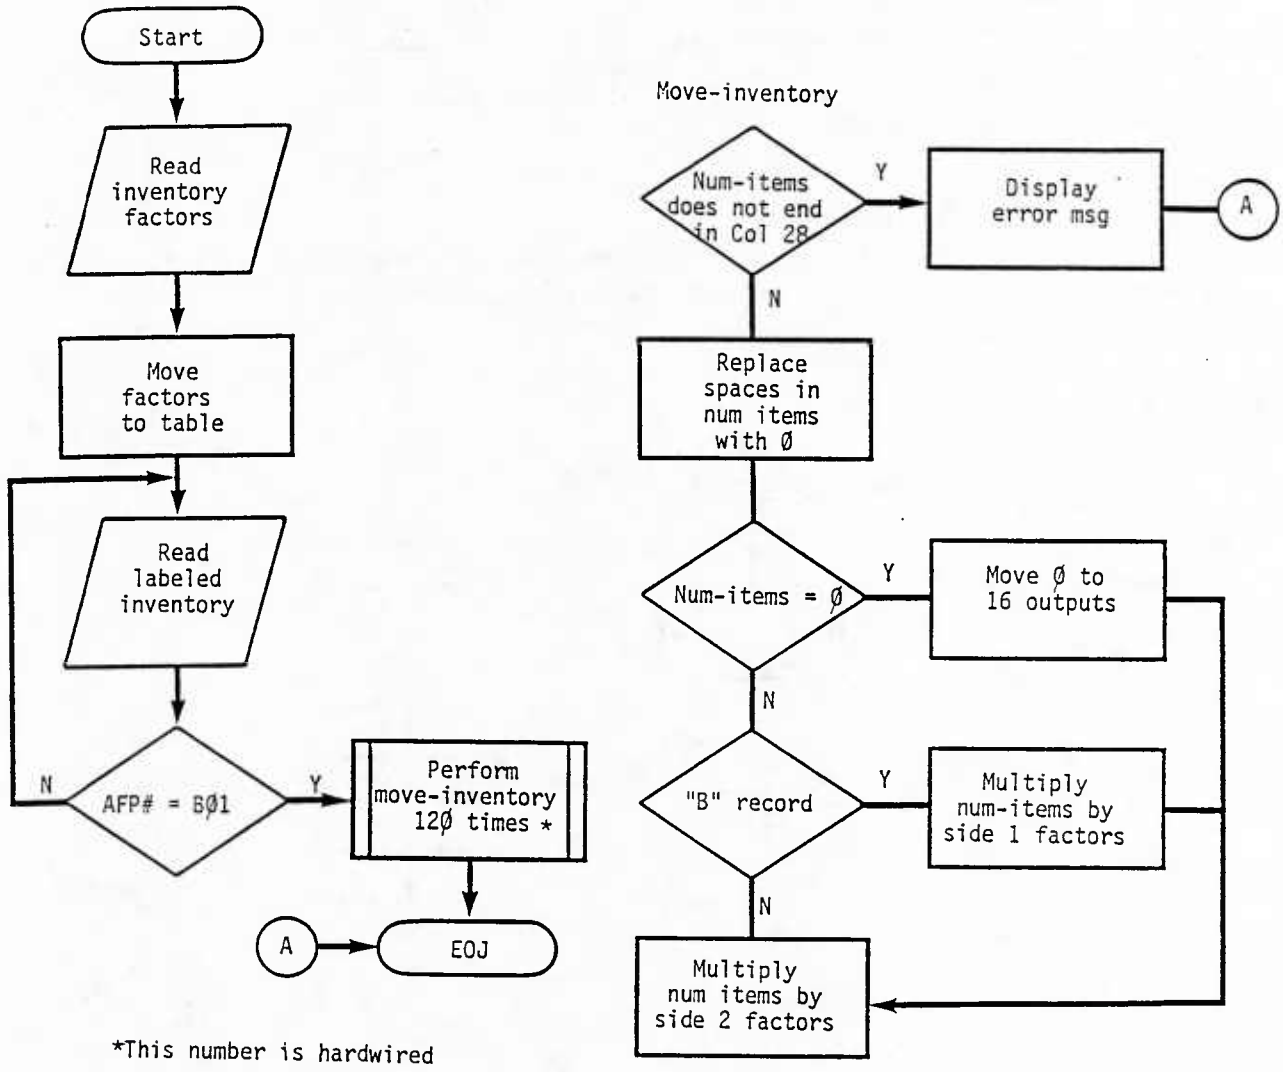 Start
Read
inventory
factors
Move
factors
to table
Read
labeled
inventory
AFP# = BØ1
N
Y
Perform
move-inventory
12Ø times *
A
EOJ
*This number is hardwired
Move-inventory
Num-items
does not end
in Col 28
Y
Display
error msg
A
N
Replace
spaces in
num items
with Ø
Num-items = Ø
Y
Move Ø to
16 outputs
N
"B" record
Y
Multiply
num-items by
side 1 factors
N
Multiply
num items by
side 2 factors